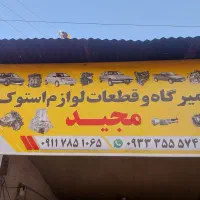 میرگاه و قطعات لوازم استوک
مجید
۰۹۱۱ ۷۸۵ ۱۰۶۵ ۰۹۳۳ ۳۵۵ ۵۷۴